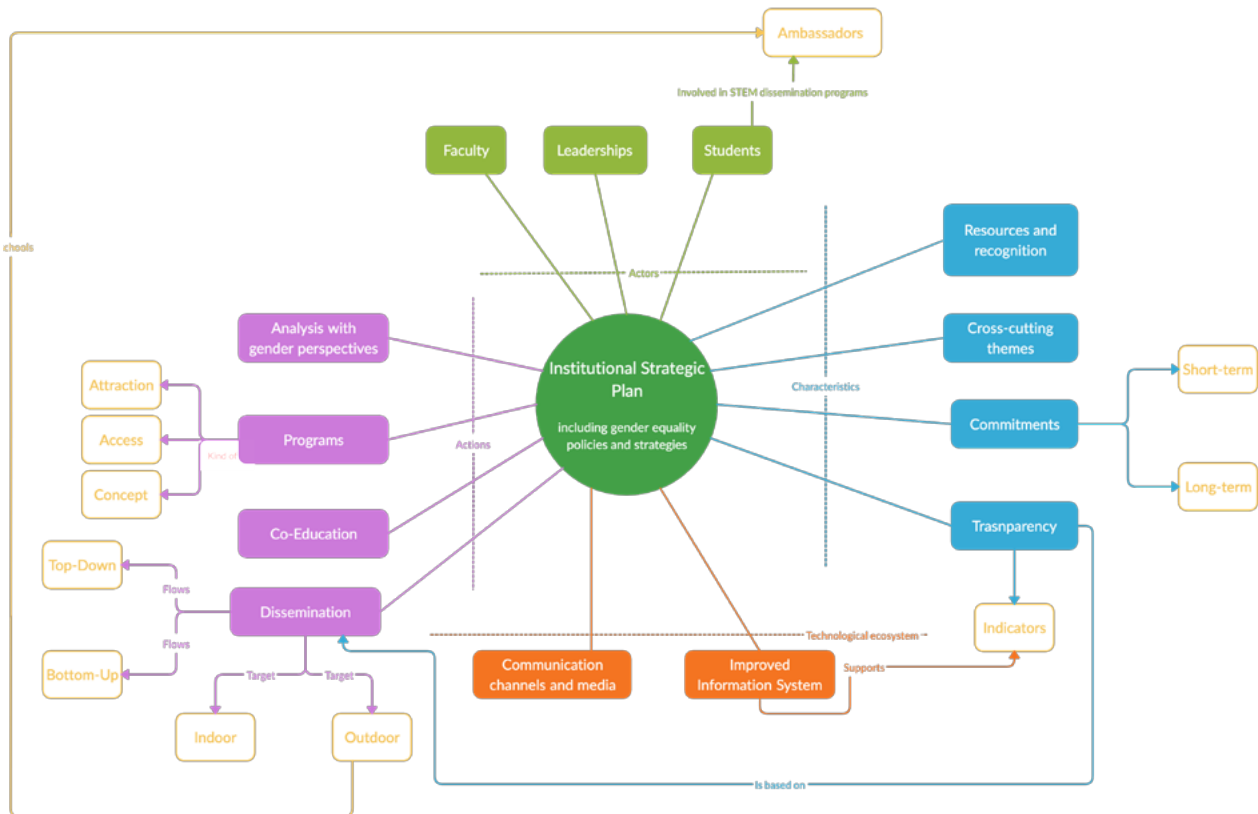 Ambassadors
Involved in STEM dissemination programs
Faculty
Leaderships
Students
Resources and
recognition
chools
Actors
Analysis with
gender perspectives
Cross-cutting
themes
Institutional Strategic
Plan
including gender equality
policies and strategies
Characteristics
Short-term
Attraction
Access
Concept
Kind of
Programs
Actions
Commitments
Long-term
Co-Education
Trasnparency
Top-Down
Flows
Dissemination
Flows
Bottom-Up
Indicators
Technological ecosystem
Communication
channels and media
Improved
Information System
Supports
Target
Target
Indoor
Outdoor
Is based on